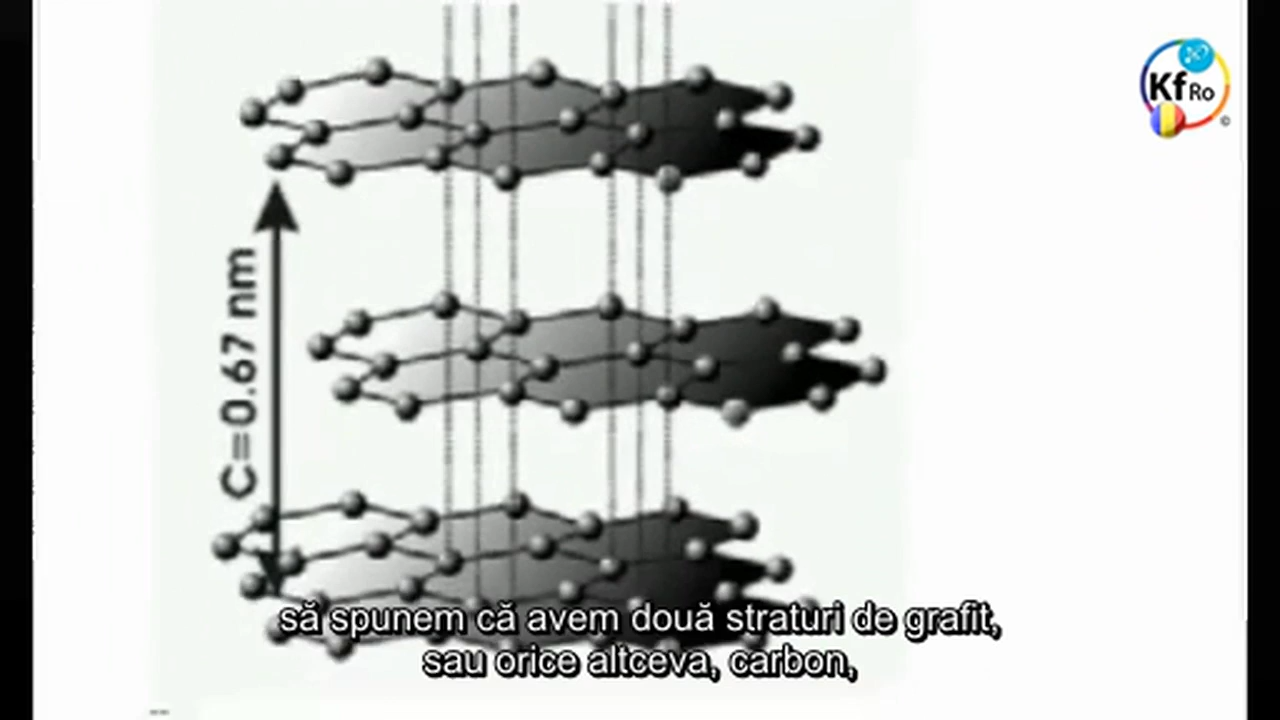 Kf Ro
©
C=0.67 nm
să spunem că avem două straturi de grafit,
sau orice altceva, carbon,